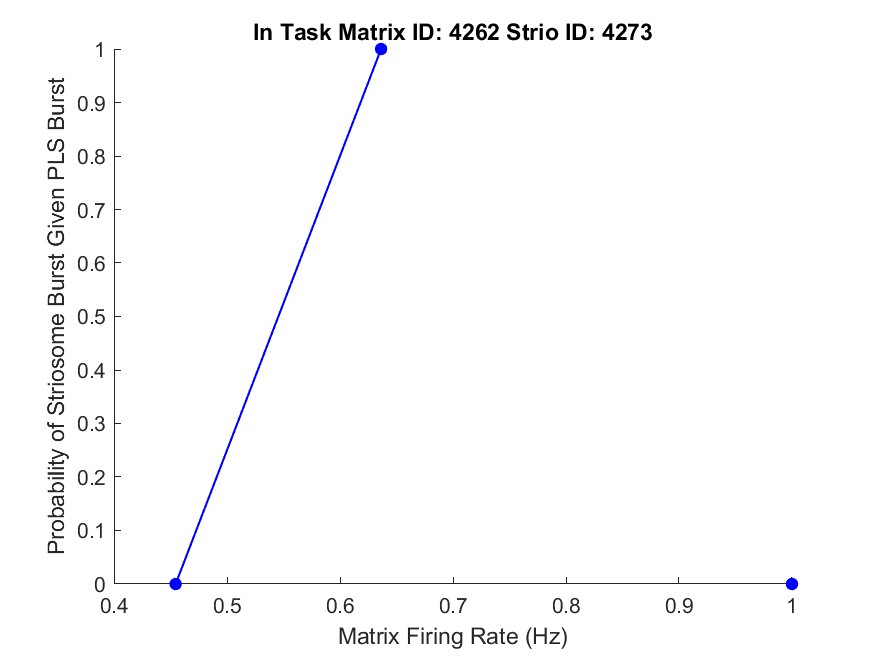 In Task Matrix ID: 4262 Strio ID: 4273
Probability of Striosome Burst Given PLS Burst
1
0.9
0.8
0.7
0.6
0.5
0.4
0.3
0.2
0.1
0
0.4 0.5 0.6 0.7 0.8 0.9 1
Matrix Firing Rate (Hz)